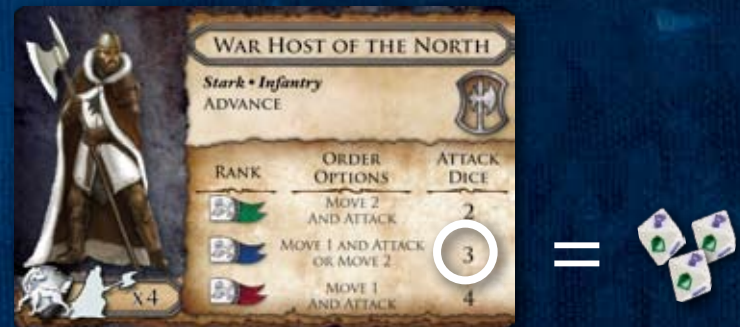 WAR HOST OF THE NORTH
Stark • Infantry
ADVANCE
RANK ORDER OPTIONS ATTACK DICE
MOVE 2 AND ATTACK 2
MOVE 1 AND ATTACK OR MOVE 2 3
MOVE 1 AND ATTACK 4
x4
=